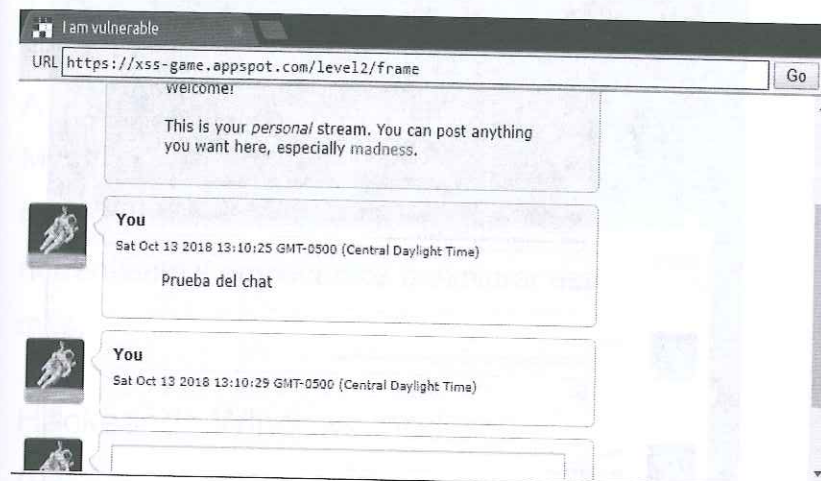 I am vulnerable
URL https://xss-game.appspot.com/level2/frame Go
Welcome!
This is your personal stream. You can post anything
you want here, especially madness.
You
Sat Oct 13 2018 13:10:25 GMT-0500 (Central Daylight Time)
Prueba del chat
You
Sat Oct 13 2018 13:10:29 GMT-0500 (Central Daylight Time)